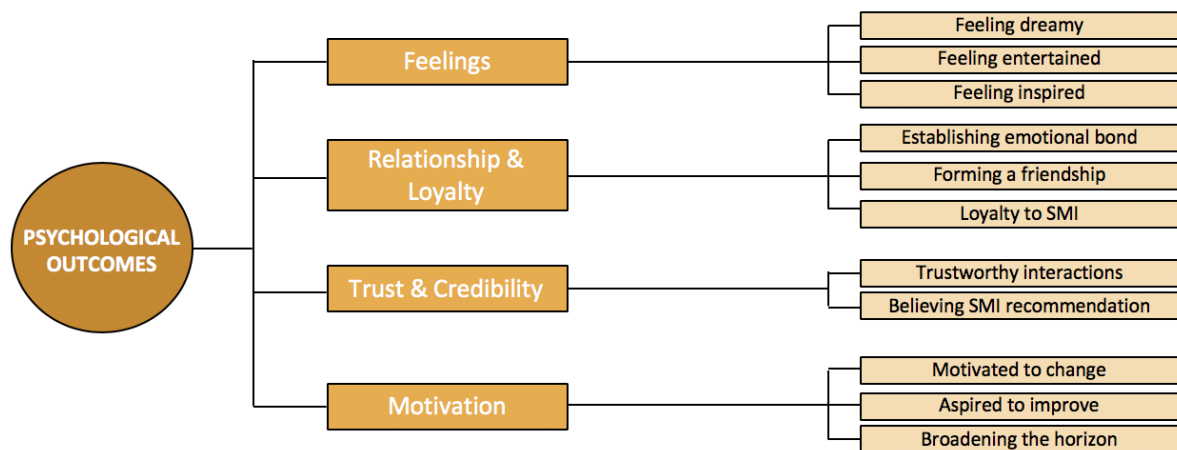 PSYCHOLOGICAL
OUTCOMES
Feelings
Feeling dreamy
Feeling entertained
Feeling inspired
Relationship &
Loyalty
Establishing emotional bond
Forming a friendship
Loyalty to SMI
Trust & Credibility
Trustworthy interactions
Believing SMI recommendation
Motivation
Motivated to change
Aspired to improve
Broadening the horizon